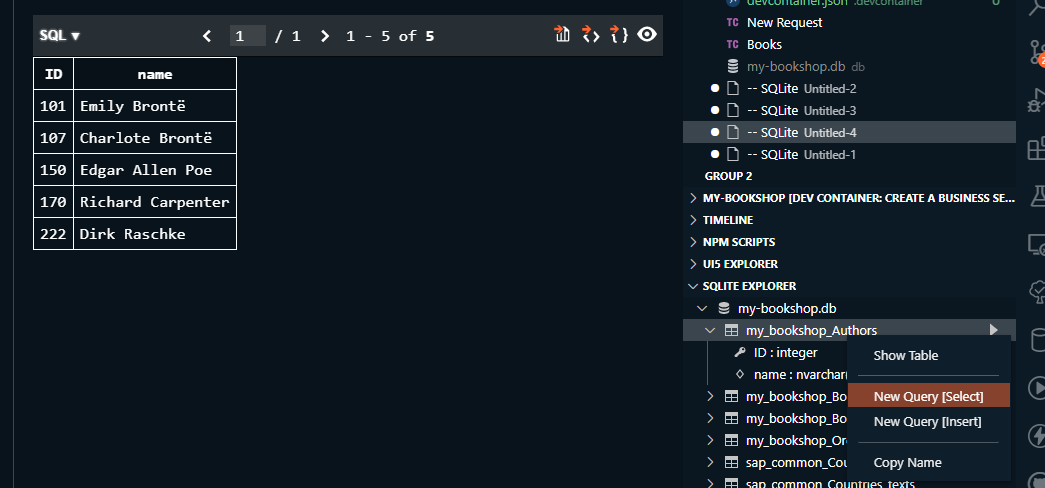 SQL ▼ < 1 / 1 > 1 - 5 of 5
ID name
101 Emily Brontë
107 Charlote Brontë
150 Edgar Allen Poe
170 Richard Carpenter
222 Dirk Raschke
devcontainer.json .devcontainer U
TC New Request
TC Books
my-bookshop.db db
-- SQLite Untitled-2
-- SQLite Untitled-3
-- SQLite Untitled-4
-- SQLite Untitled-1
GROUP 2
MY-BOOKSHOP [DEV CONTAINER: CREATE A BUSINESS SE...
TIMELINE
NPM SCRIPTS
UI5 EXPLORER
SQLITE EXPLORER
my-bookshop.db
my_bookshop_Authors
ID : integer
name : nvarchar
my_bookshop_Bo
my_bookshop_Bo
my_bookshop_Or
sap_common_Cou
sap_common_Countries_texts
Show Table
New Query [Select]
New Query [Insert]
Copy Name